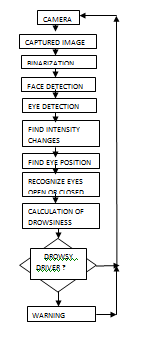 CAMERA
CAPTURED IMAGE
BINARIZATION
FACE DETECTION
EYE DETECTION
FIND INTENSITY
CHANGES
FIND EYE POSITION
RECOGNIZE EYES
OPEN OR CLOSED
CALCULATION OF
DROWSINESS
DROWSY
DRIVER ?
WARNING